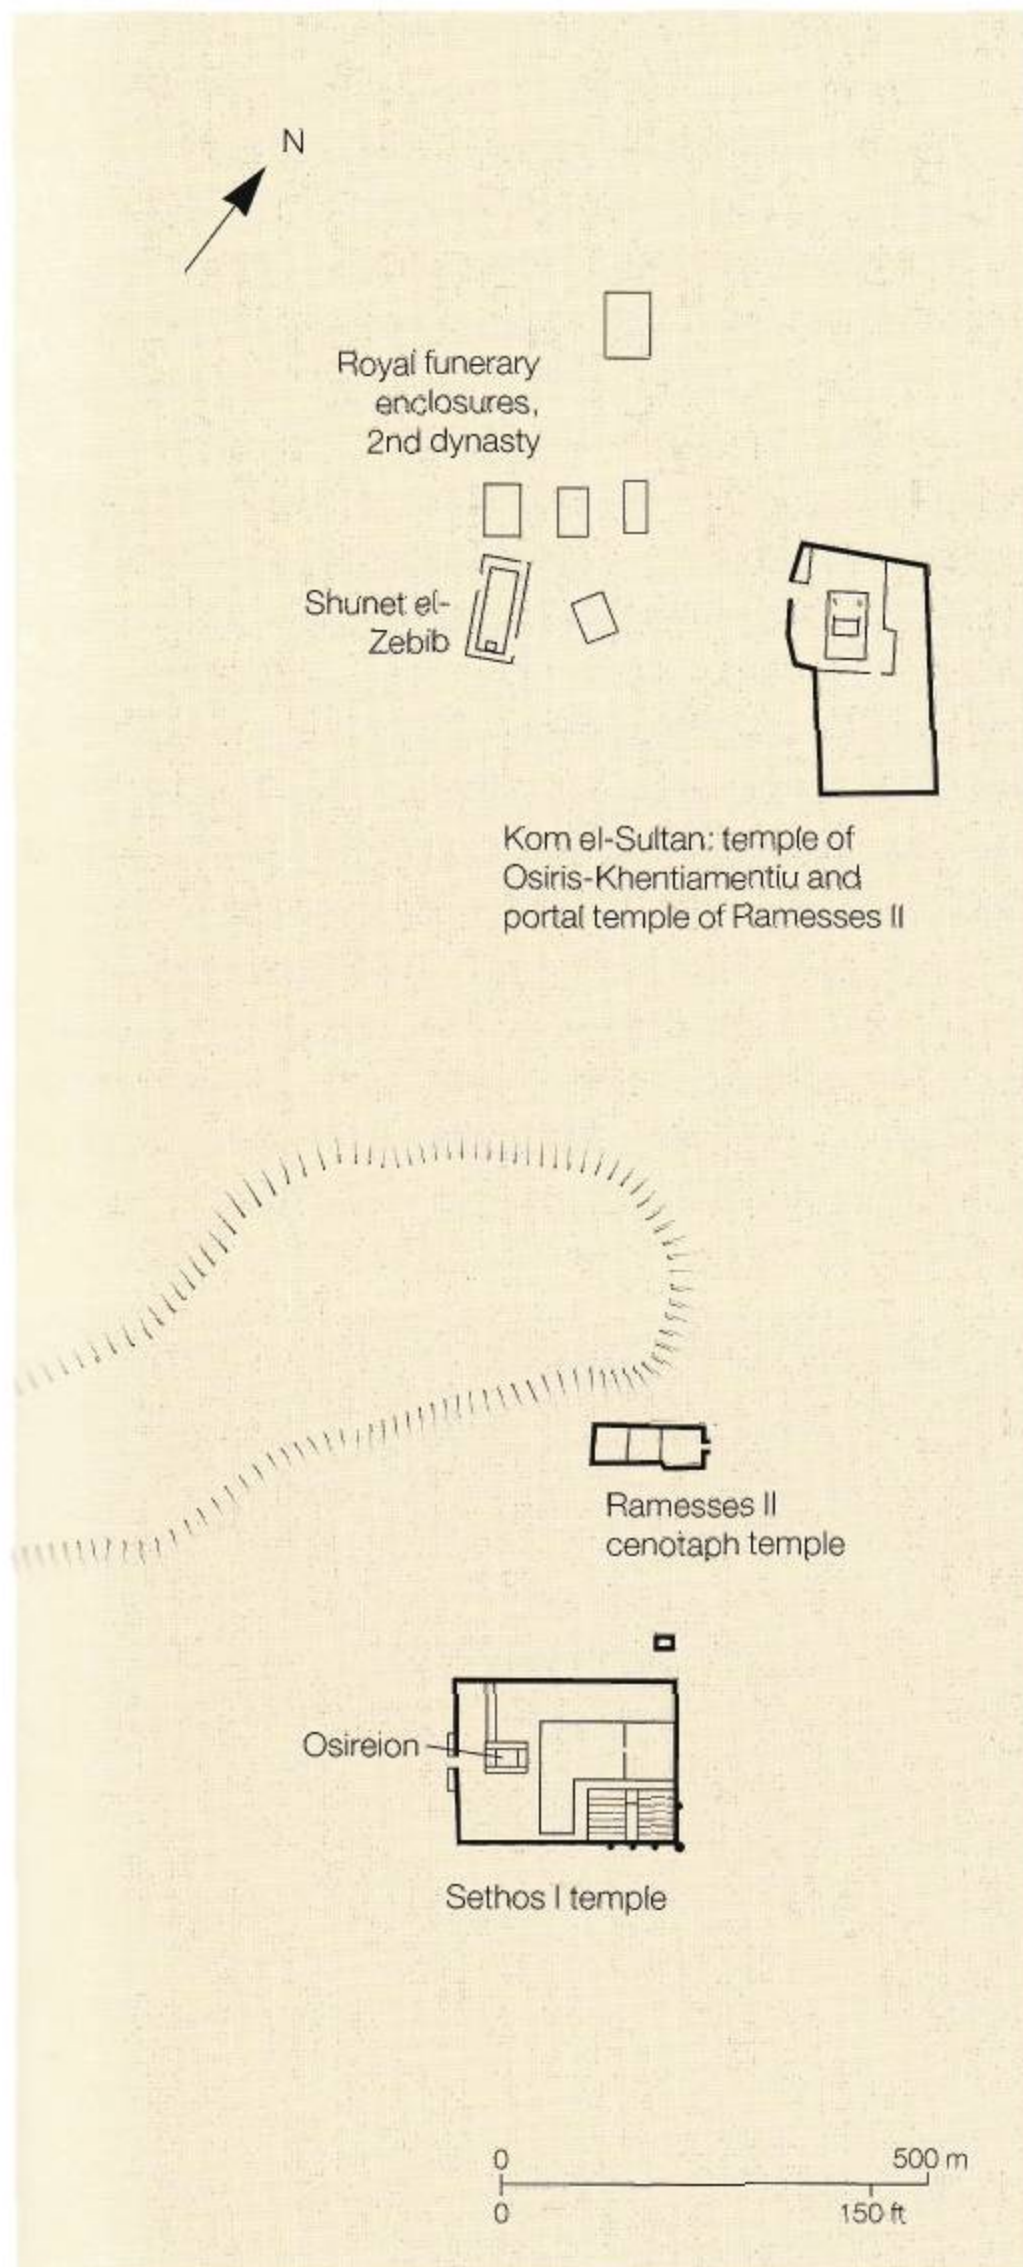 N
Royal funerary
enclosures,
2nd dynasty
Shunet el-
Zebib
Kom el-Sultan: temple of
Osiris-Khentiamentiu and
portal temple of Ramesses II
Ramesses II
cenotaph temple
Osireion
Sethos I temple
0
500 m
0
150 ft